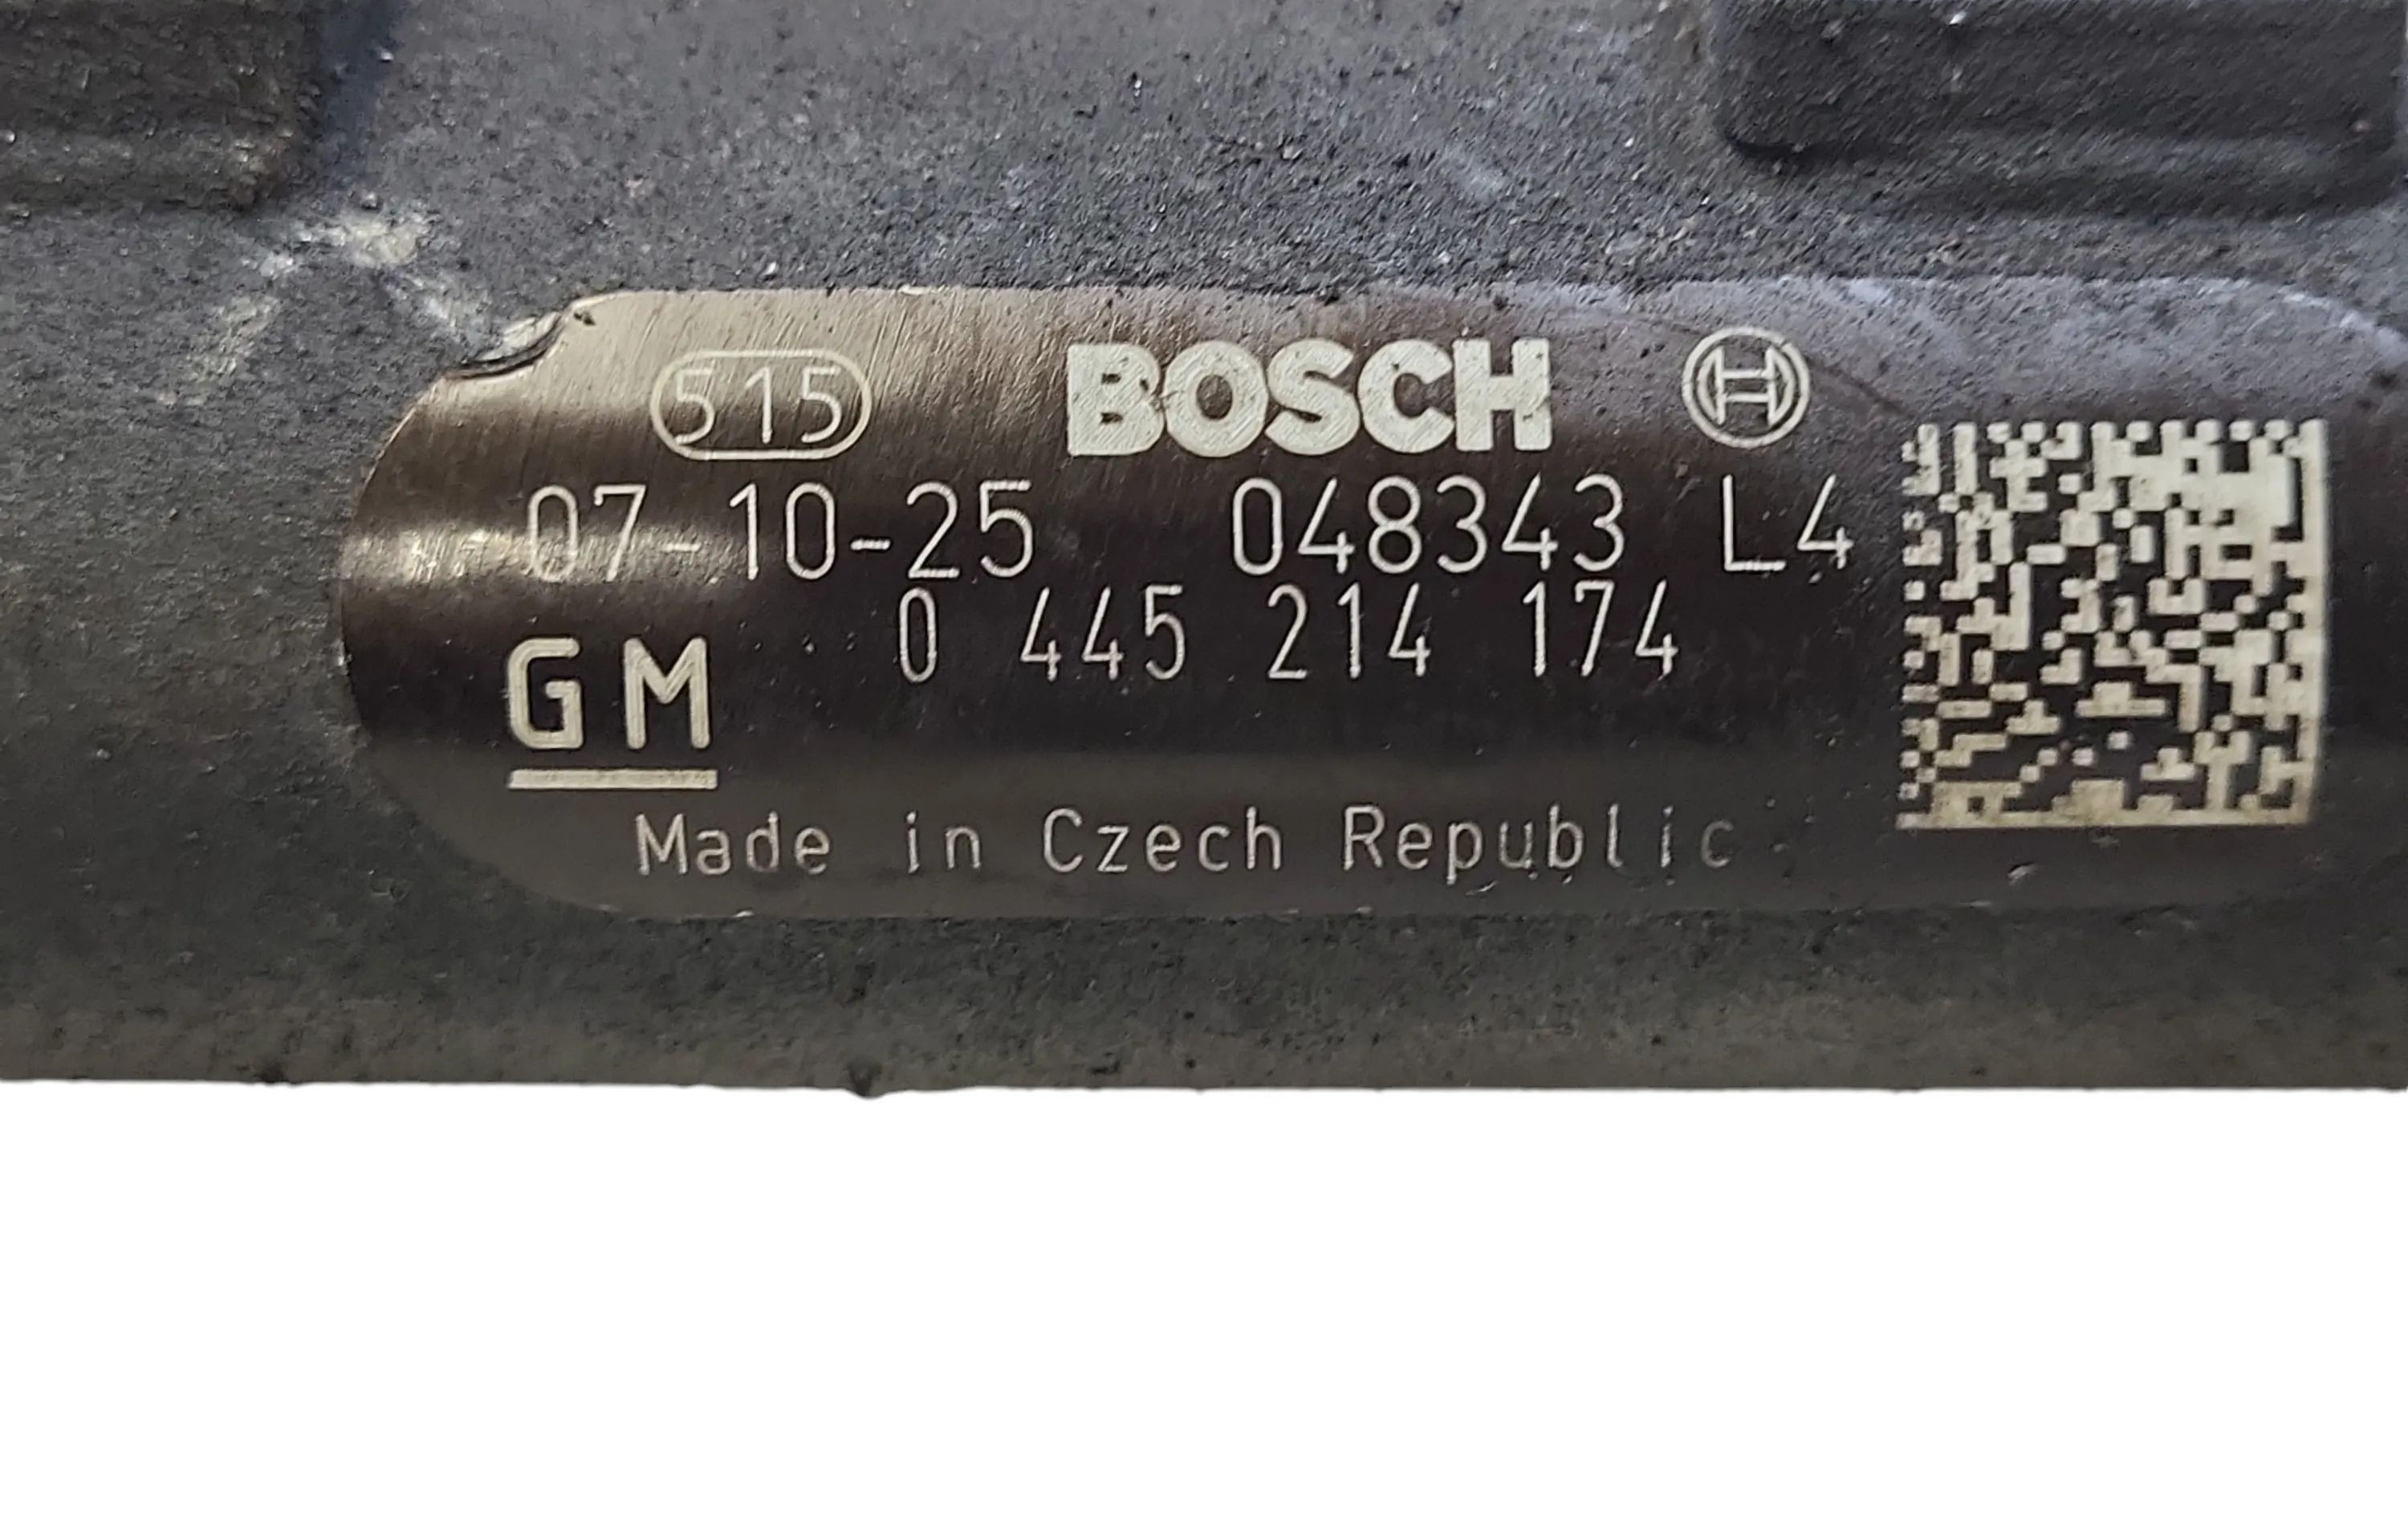 515 BOSCH
07-10-25 048343 L4
0 445 214 174
GM
Made in Czech Republic